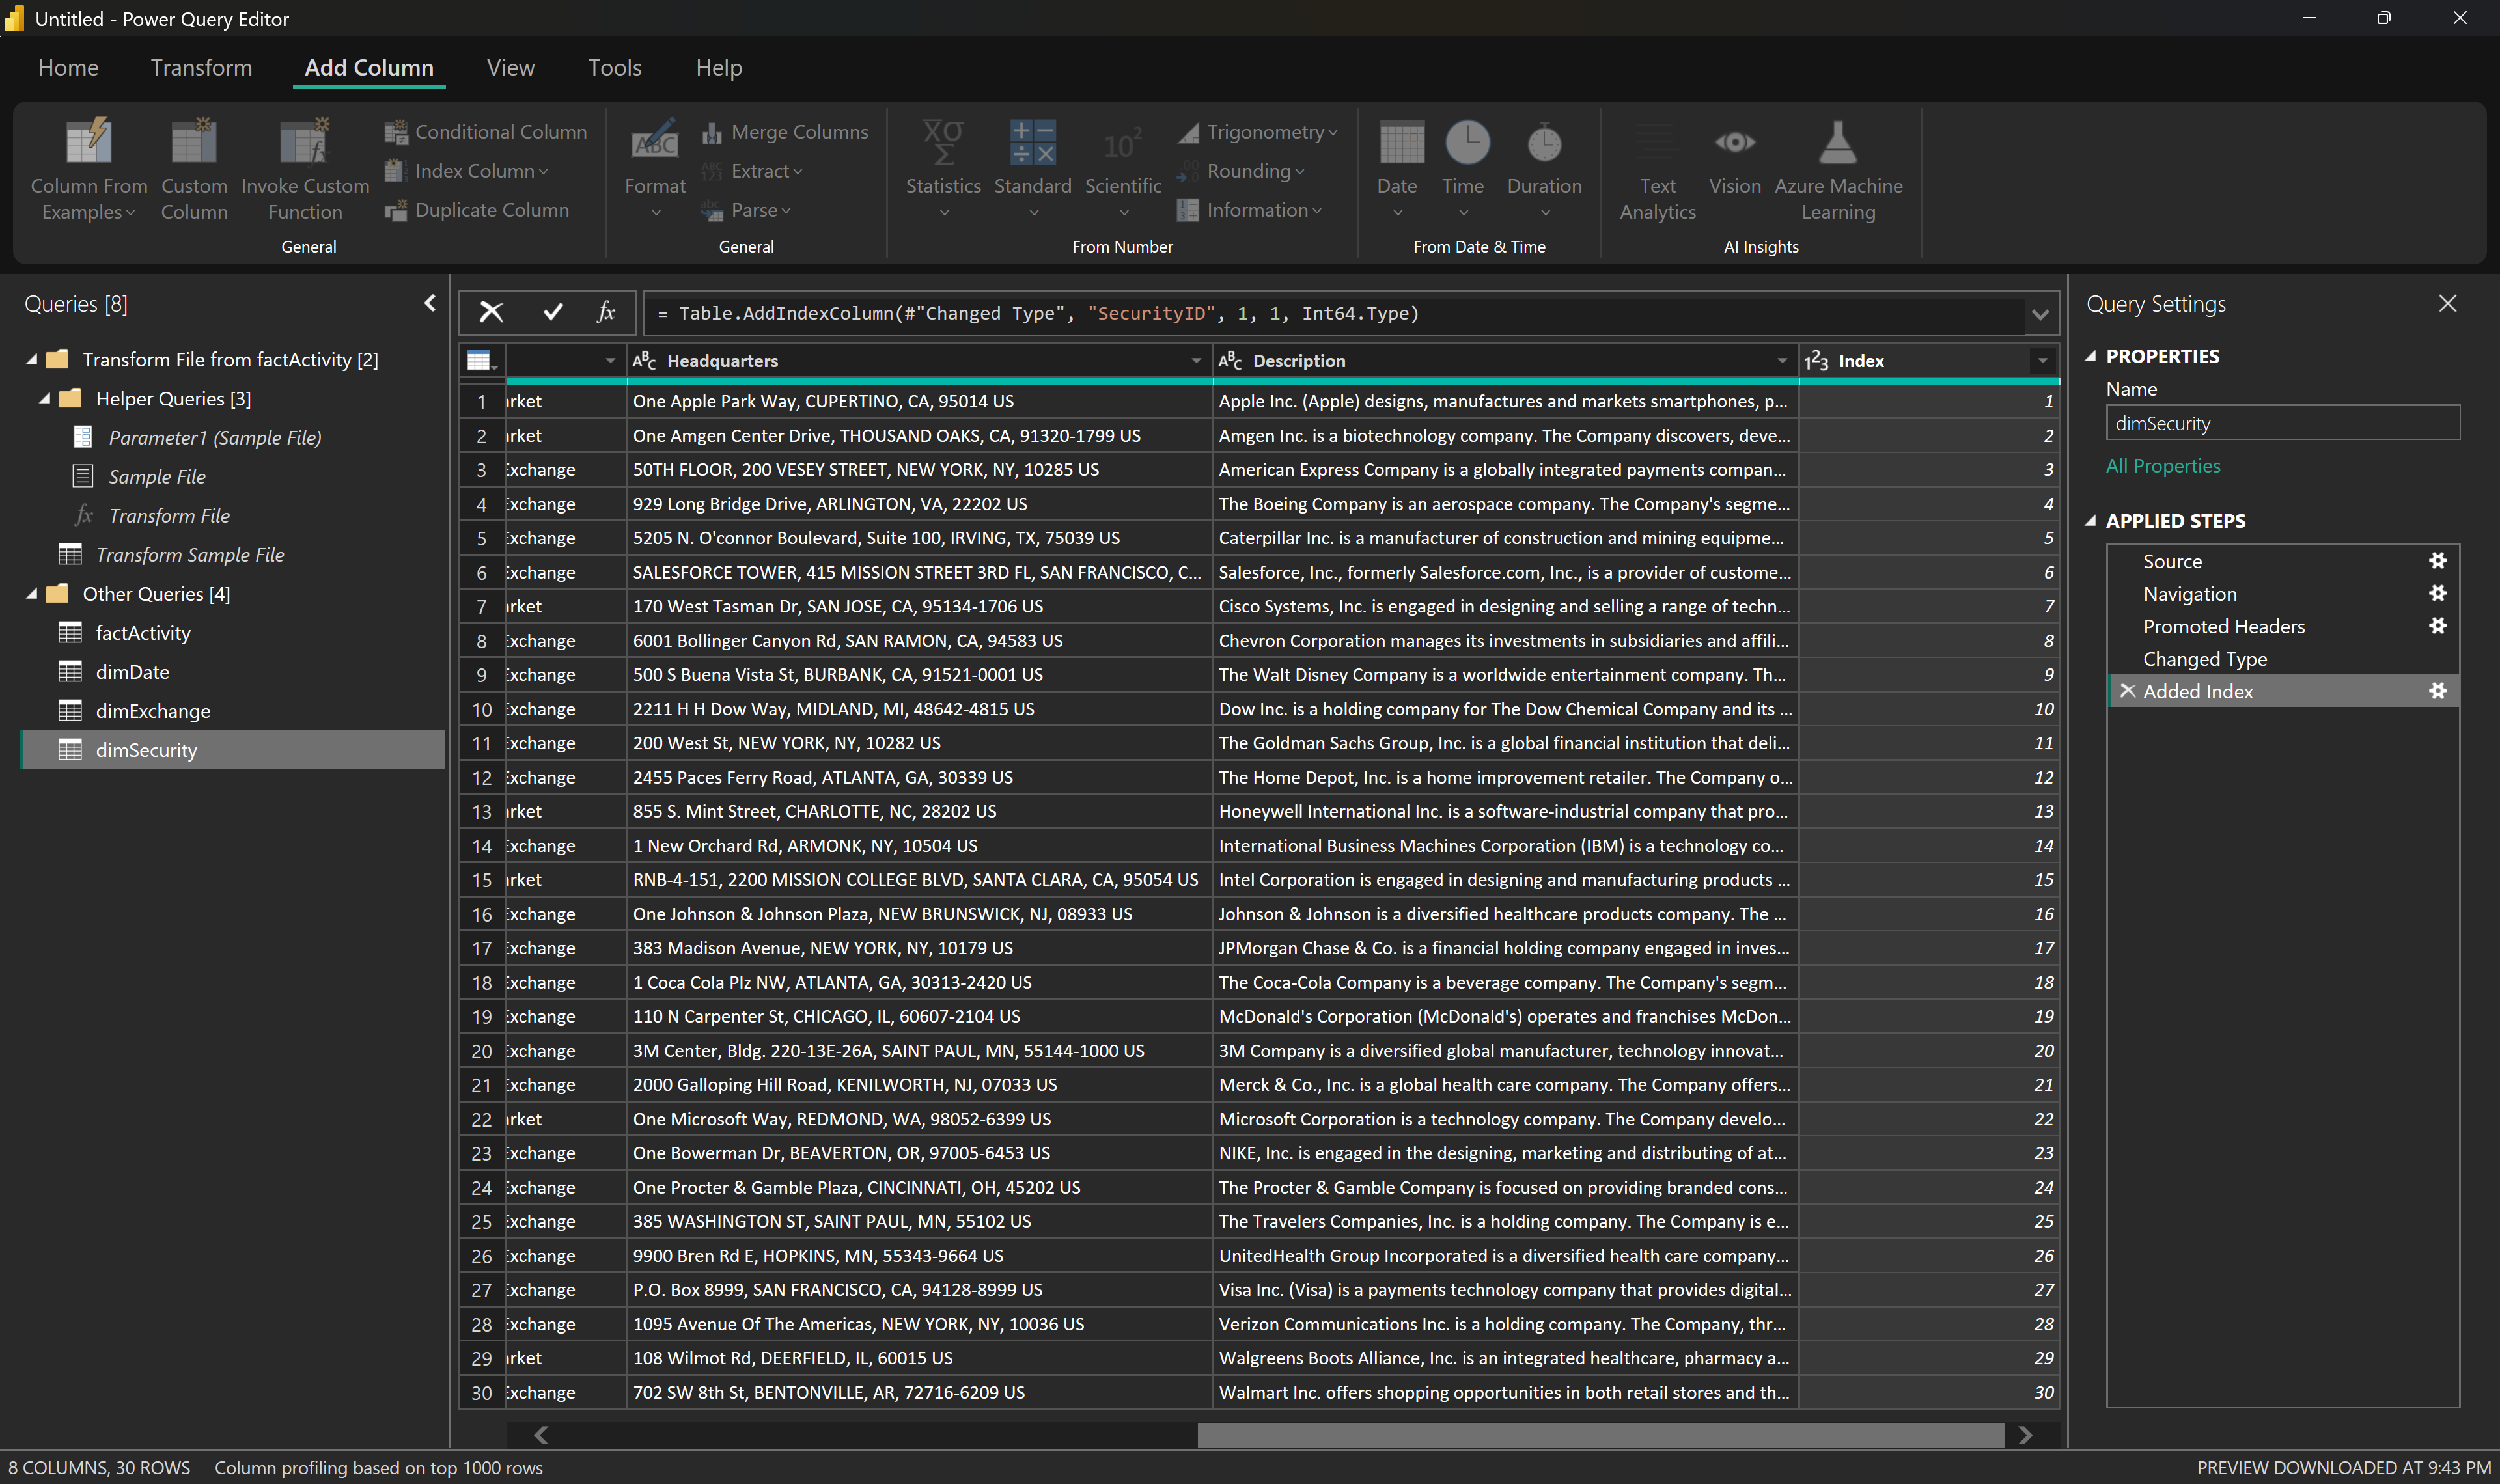 Untitled - Power Query Editor
Home Transform Add Column View Tools Help
Column From Examples
Custom Column
Invoke Custom Function
Conditional Column
Index Column
Duplicate Column
General
Format
ABC
Merge Columns
Extract
Parse
General
Statistics
Standard
Scientific
Trigonometry
Rounding
Information
From Number
Date
Time
Duration
From Date & Time
Text Analytics
Vision
Azure Machine Learning
AI Insights
Queries [8]
Transform File from factActivity [2]
Helper Queries [3]
Parameter1 (Sample File)
Sample File
fx Transform File
Transform Sample File
Other Queries [4]
factActivity
dimDate
dimExchange
dimSecurity
fx = Table.AddIndexColumn(#"Changed Type", "SecurityID", 1, 1, Int64.Type)
ABC Headquarters ABC Description 123 Index
1 arket One Apple Park Way, CUPERTINO, CA, 95014 US Apple Inc. (Apple) designs, manufactures and markets smartphones, p... 1
2 arket One Amgen Center Drive, THOUSAND OAKS, CA, 91320-1799 US Amgen Inc. is a biotechnology company. The Company discovers, deve... 2
3 Exchange 50TH FLOOR, 200 VESEY STREET, NEW YORK, NY, 10285 US American Express Company is a globally integrated payments compan... 3
4 Exchange 929 Long Bridge Drive, ARLINGTON, VA, 22202 US The Boeing Company is an aerospace company. The Company's segme... 4
5 Exchange 5205 N. O'connor Boulevard, Suite 100, IRVING, TX, 75039 US Caterpillar Inc. is a manufacturer of construction and mining equipme... 5
6 Exchange SALESFORCE TOWER, 415 MISSION STREET 3RD FL, SAN FRANCISCO, C... Salesforce, Inc., formerly Salesforce.com, Inc., is a provider of custome... 6
7 arket 170 West Tasman Dr, SAN JOSE, CA, 95134-1706 US Cisco Systems, Inc. is engaged in designing and selling a range of techn... 7
8 Exchange 6001 Bollinger Canyon Rd, SAN RAMON, CA, 94583 US Chevron Corporation manages its investments in subsidiaries and affili... 8
9 Exchange 500 S Buena Vista St, BURBANK, CA, 91521-0001 US The Walt Disney Company is a worldwide entertainment company. Th... 9
10 Exchange 2211 H H Dow Way, MIDLAND, MI, 48642-4815 US Dow Inc. is a holding company for The Dow Chemical Company and its ... 10
11 Exchange 200 West St, NEW YORK, NY, 10282 US The Goldman Sachs Group, Inc. is a global financial institution that deli... 11
12 Exchange 2455 Paces Ferry Road, ATLANTA, GA, 30339 US The Home Depot, Inc. is a home improvement retailer. The Company o... 12
13 arket 855 S. Mint Street, CHARLOTTE, NC, 28202 US Honeywell International Inc. is a software-industrial company that pro... 13
14 Exchange 1 New Orchard Rd, ARMONK, NY, 10504 US International Business Machines Corporation (IBM) is a technology co... 14
15 arket RNB-4-151, 2200 MISSION COLLEGE BLVD, SANTA CLARA, CA, 95054 US Intel Corporation is engaged in designing and manufacturing products ... 15
16 Exchange One Johnson & Johnson Plaza, NEW BRUNSWICK, NJ, 08933 US Johnson & Johnson is a diversified healthcare products company. The ... 16
17 Exchange 383 Madison Avenue, NEW YORK, NY, 10179 US JPMorgan Chase & Co. is a financial holding company engaged in inves... 17
18 Exchange 1 Coca Cola Plz NW, ATLANTA, GA, 30313-2420 US The Coca-Cola Company is a beverage company. The Company's segm... 18
19 Exchange 110 N Carpenter St, CHICAGO, IL, 60607-2104 US McDonald's Corporation (McDonald's) operates and franchises McDon... 19
20 Exchange 3M Center, Bldg. 220-13E-26A, SAINT PAUL, MN, 55144-1000 US 3M Company is a diversified global manufacturer, technology innovat... 20
21 Exchange 2000 Galloping Hill Road, KENILWORTH, NJ, 07033 US Merck & Co., Inc. is a global health care company. The Company offers... 21
22 arket One Microsoft Way, REDMOND, WA, 98052-6399 US Microsoft Corporation is a technology company. The Company develo... 22
23 Exchange One Bowerman Dr, BEAVERTON, OR, 97005-6453 US NIKE, Inc. is engaged in the designing, marketing and distributing of at... 23
24 Exchange One Procter & Gamble Plaza, CINCINNATI, OH, 45202 US The Procter & Gamble Company is focused on providing branded cons... 24
25 Exchange 385 WASHINGTON ST, SAINT PAUL, MN, 55102 US The Travelers Companies, Inc. is a holding company. The Company is e... 25
26 Exchange 9900 Bren Rd E, HOPKINS, MN, 55343-9664 US UnitedHealth Group Incorporated is a diversified health care company... 26
27 Exchange P.O. Box 8999, SAN FRANCISCO, CA, 94128-8999 US Visa Inc. (Visa) is a payments technology company that provides digital... 27
28 Exchange 1095 Avenue Of The Americas, NEW YORK, NY, 10036 US Verizon Communications Inc. is a holding company. The Company, thr... 28
29 arket 108 Wilmot Rd, DEERFIELD, IL, 60015 US Walgreens Boots Alliance, Inc. is an integrated healthcare, pharmacy a... 29
30 Exchange 702 SW 8th St, BENTONVILLE, AR, 72716-6209 US Walmart Inc. offers shopping opportunities in both retail stores and th... 30
Query Settings
PROPERTIES
Name
dimSecurity
All Properties
APPLIED STEPS
Source
Navigation
Promoted Headers
Changed Type
Added Index
8 COLUMNS, 30 ROWS Column profiling based on top 1000 rows
PREVIEW DOWNLOADED AT 9:43 PM